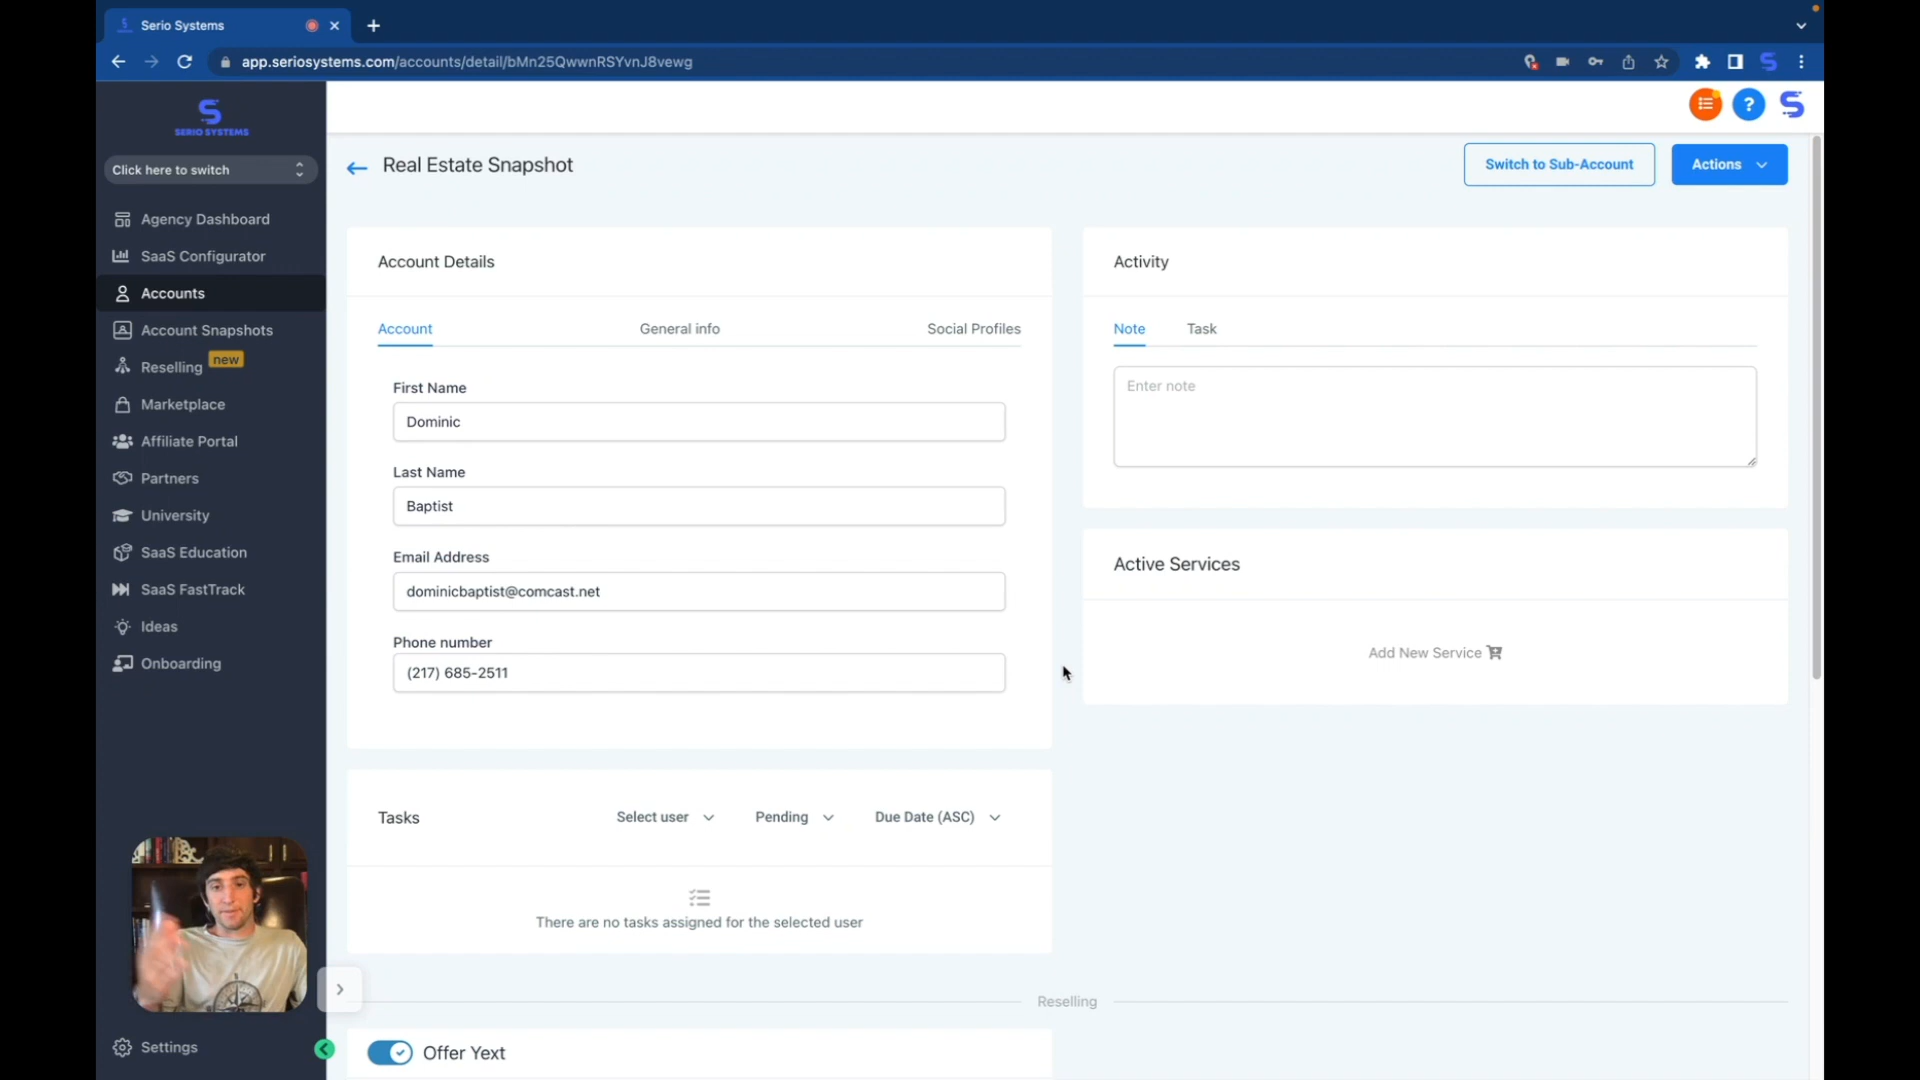 Serio Systems
app.seriosystems.com/accounts/detail/bMn25QwwnRSYvnJ8vewg
SERIO SYSTEMS
Click here to switch
Agency Dashboard
SaaS Configurator
Accounts
Account Snapshots
Reselling new
Marketplace
Affiliate Portal
Partners
University
SaaS Education
SaaS FastTrack
Ideas
Onboarding
Settings
Real Estate Snapshot
Switch to Sub-Account
Actions
Account Details
Account General info Social Profiles
First Name
Dominic
Last Name
Baptist
Email Address
dominicbaptist@comcast.net
Phone number
(217) 685-2511
Activity
Note Task
Enter note
Active Services
Add New Service
Tasks Select user Pending Due Date (ASC)
There are no tasks assigned for the selected user
Reselling
Offer Yext